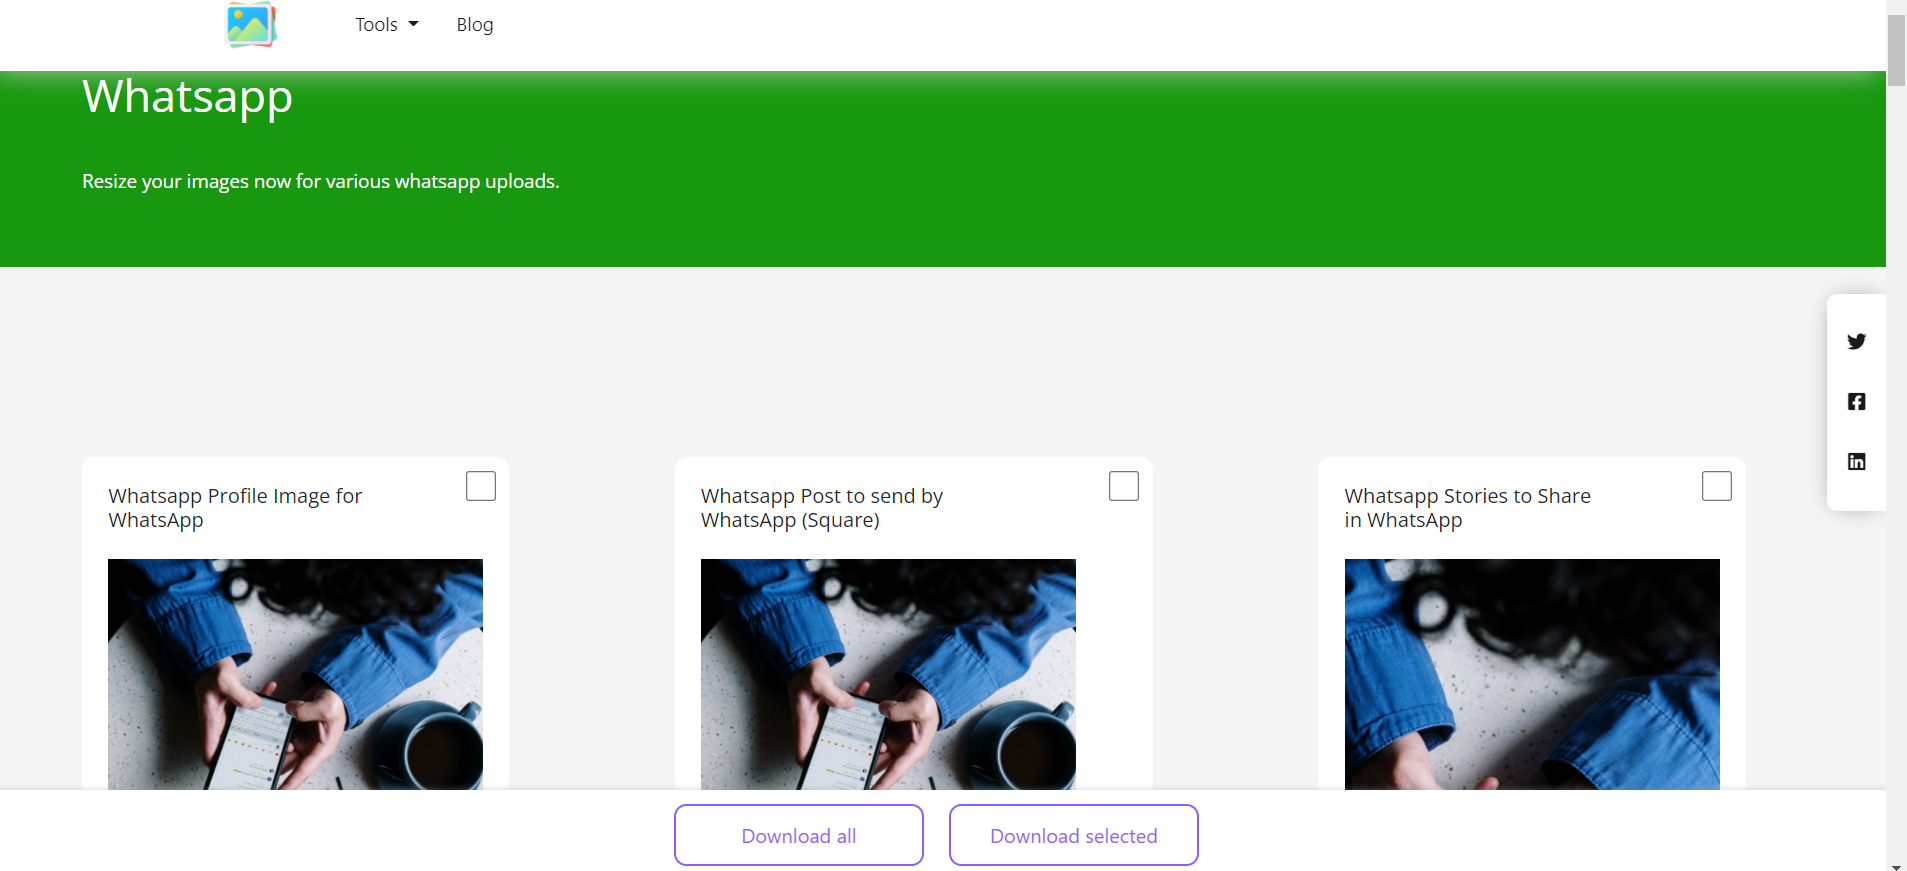 Tools
Blog
Whatsapp
Resize your images now for various whatsapp uploads.
Whatsapp Profile Image for
WhatsApp
Whatsapp Post to send by
WhatsApp (Square)
Whatsapp Stories to Share
in WhatsApp
Download all
Download selected